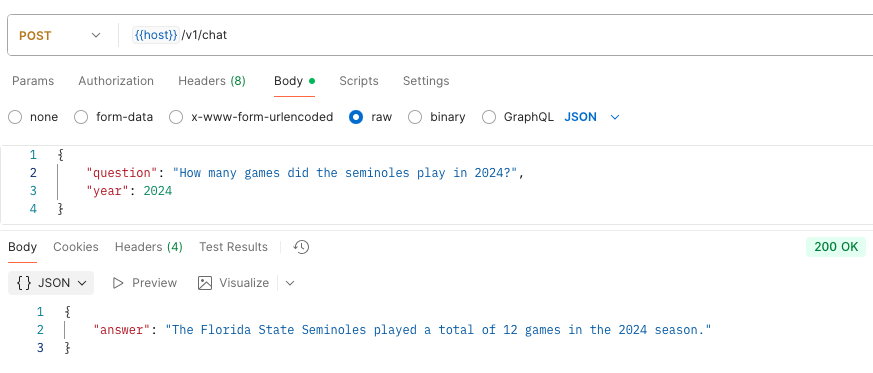 POST {{host}} /v1/chat
Params Authorization Headers (8) Body Scripts Settings
none form-data x-www-form-urlencoded raw binary GraphQL JSON
1 {
2 "question": "How many games did the seminoles play in 2024?",
3 "year": 2024
4 }
Body Cookies Headers (4) Test Results 200 OK
{} JSON Preview Visualize
1 {
2 "answer": "The Florida State Seminoles played a total of 12 games in the 2024 season."
3 }